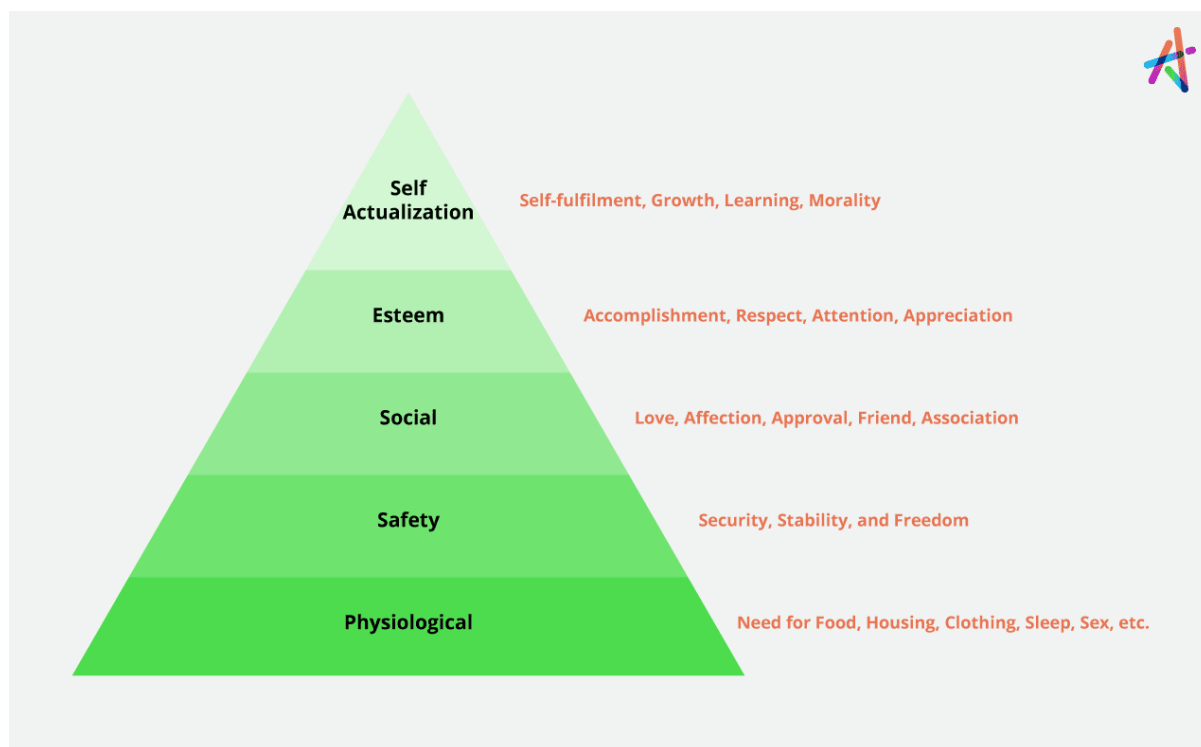 Self
Actualization
Self-fulfilment, Growth, Learning, Morality
Esteem
Accomplishment, Respect, Attention, Appreciation
Social
Love, Affection, Approval, Friend, Association
Safety
Security, Stability, and Freedom
Physiological
Need for Food, Housing, Clothing, Sleep, Sex, etc.